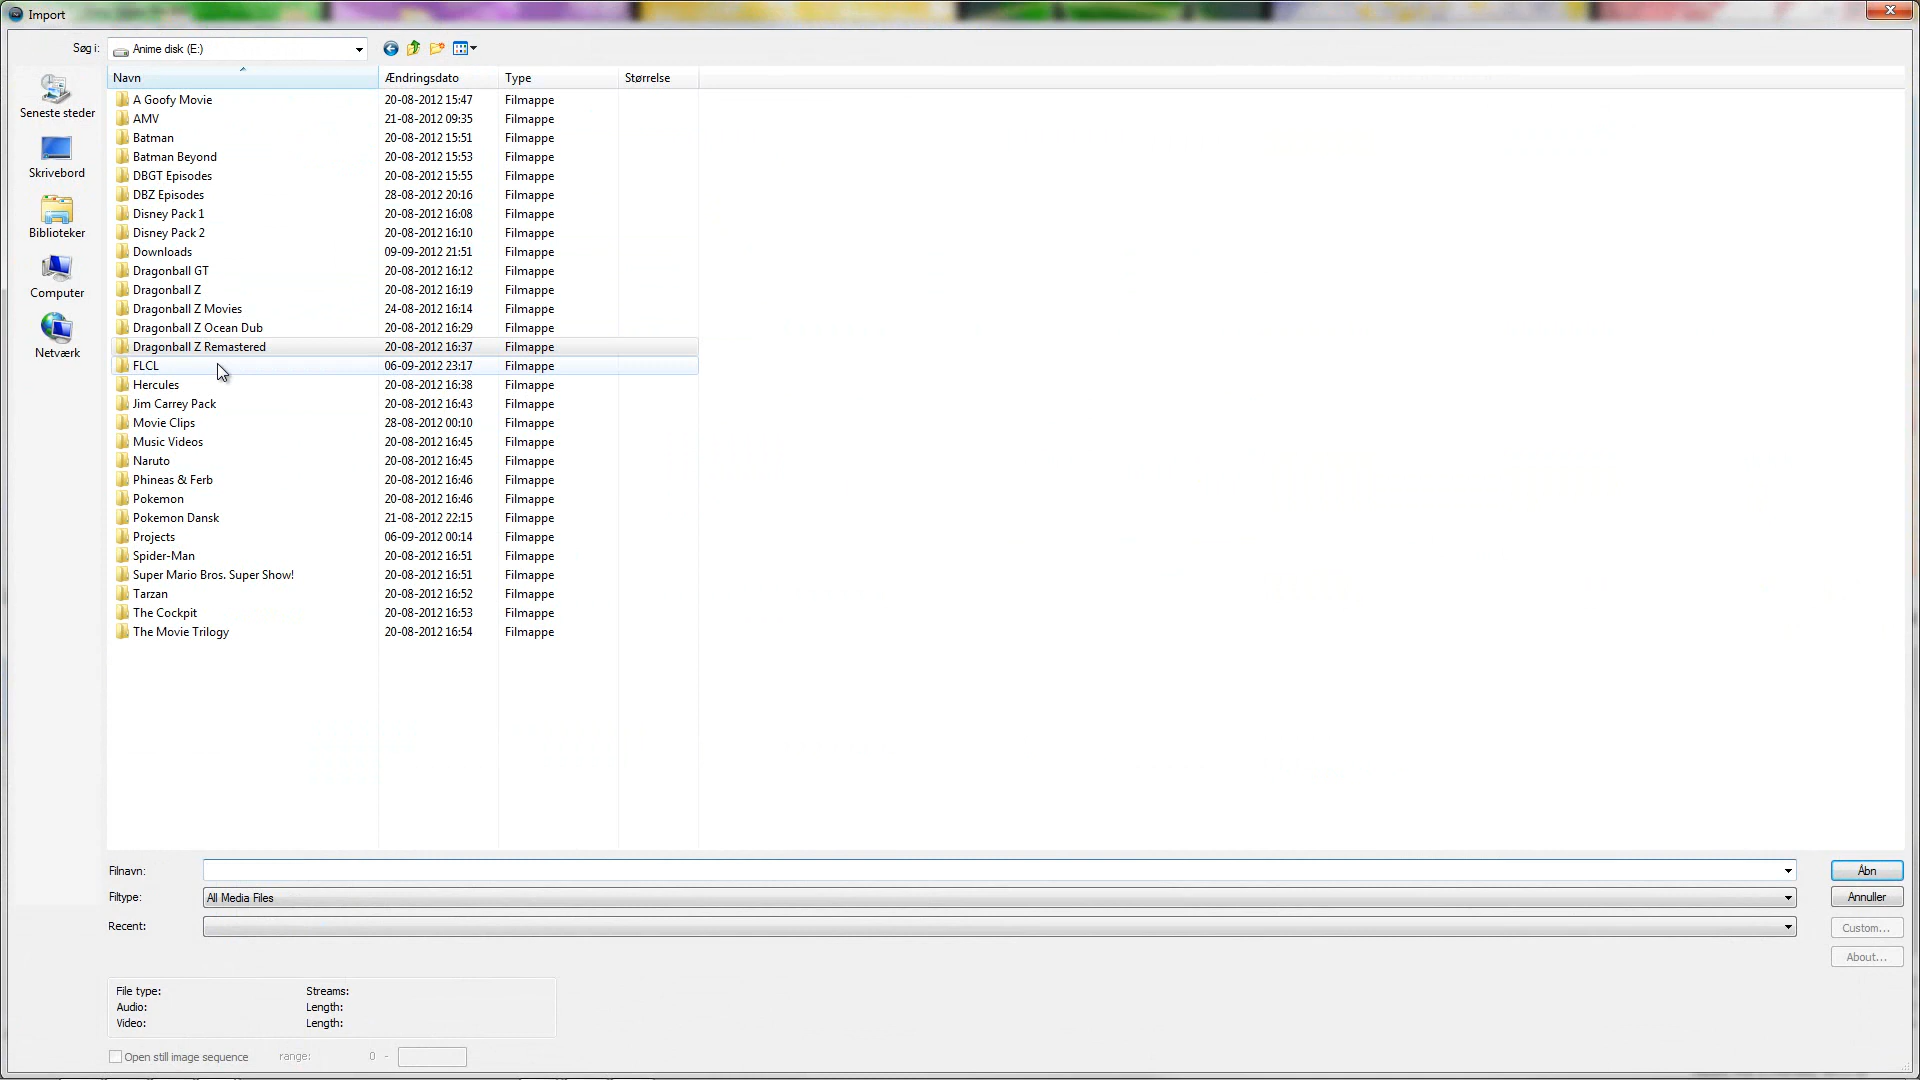 Import
Søg i: Anime disk (E:)
Navn Ændringsdato Type Størrelse
Seneste steder
Skrivebord
Biblioteker
Computer
Netværk
A Goofy Movie 20-08-2012 15:47 Filmappe
AMV 21-08-2012 09:35 Filmappe
Batman 20-08-2012 15:51 Filmappe
Batman Beyond 20-08-2012 15:53 Filmappe
DBGT Episodes 20-08-2012 15:55 Filmappe
DBZ Episodes 28-08-2012 20:16 Filmappe
Disney Pack 1 20-08-2012 16:08 Filmappe
Disney Pack 2 20-08-2012 16:10 Filmappe
Downloads 09-09-2012 21:51 Filmappe
Dragonball GT 20-08-2012 16:12 Filmappe
Dragonball Z 20-08-2012 16:19 Filmappe
Dragonball Z Movies 24-08-2012 16:14 Filmappe
Dragonball Z Ocean Dub 20-08-2012 16:29 Filmappe
Dragonball Z Remastered 20-08-2012 16:37 Filmappe
FLCL 06-09-2012 23:17 Filmappe
Hercules 20-08-2012 16:38 Filmappe
Jim Carrey Pack 20-08-2012 16:43 Filmappe
Movie Clips 28-08-2012 00:10 Filmappe
Music Videos 20-08-2012 16:45 Filmappe
Naruto 20-08-2012 16:45 Filmappe
Phineas & Ferb 20-08-2012 16:46 Filmappe
Pokemon 20-08-2012 16:46 Filmappe
Pokemon Dansk 21-08-2012 22:15 Filmappe
Projects 06-09-2012 00:14 Filmappe
Spider-Man 20-08-2012 16:51 Filmappe
Super Mario Bros. Super Show! 20-08-2012 16:51 Filmappe
Tarzan 20-08-2012 16:52 Filmappe
The Cockpit 20-08-2012 16:53 Filmappe
The Movie Trilogy 20-08-2012 16:54 Filmappe
Filnavn: Åbn
Filtype: All Media Files Annuller
Recent: Custom...
About...
File type: Streams:
Audio: Length:
Video: Length:
Open still image sequence range: 0 -